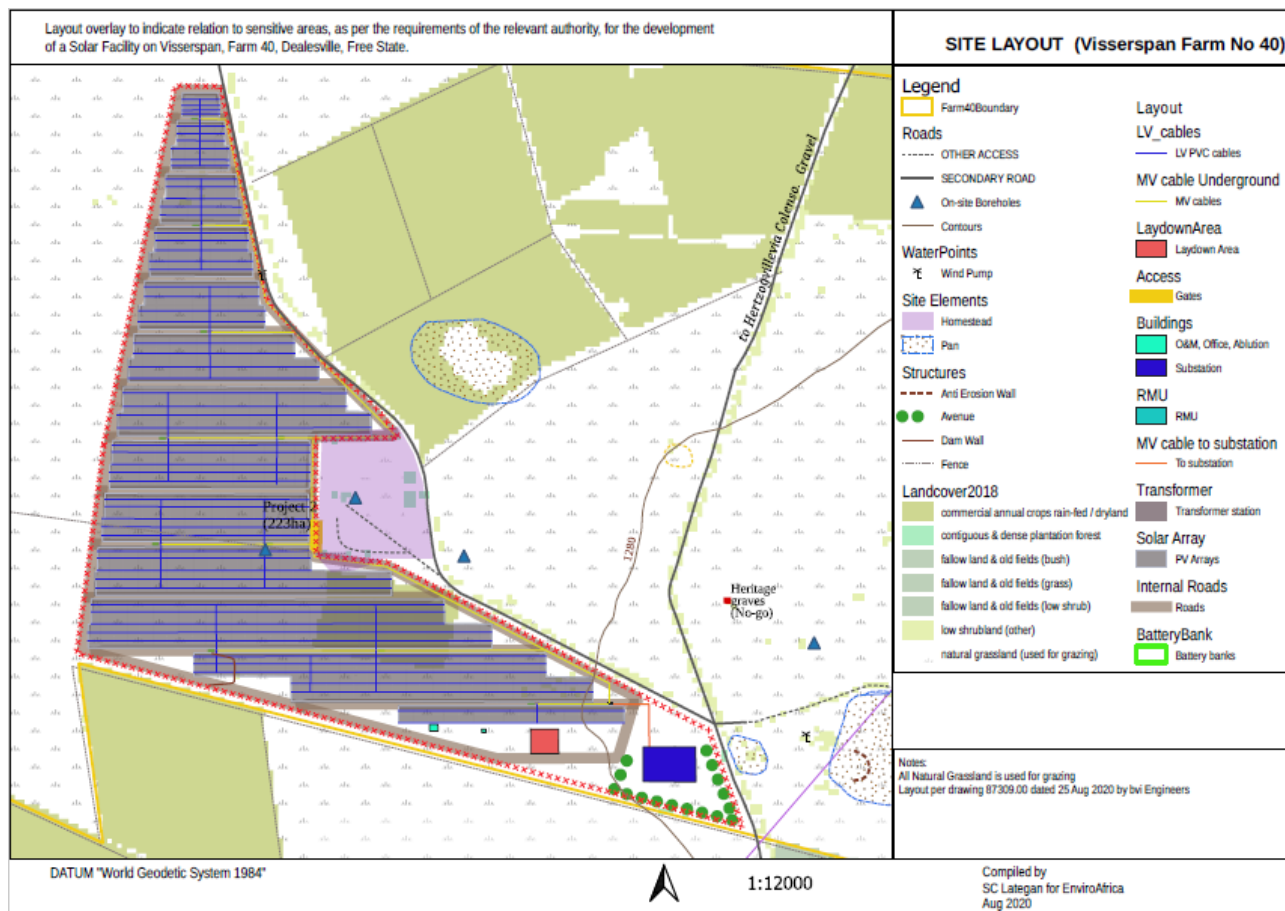 Layout overlay to indicate relation to sensitive areas, as per the requirements of the relevant authority, for the development
of a Solar Facility on Visserspan, Farm 40, Dealesville, Free State.
SITE LAYOUT (Visserspan Farm No 40)
to Hertzogvillevia Colenso. Gravel
Project 2
(223ha)
1280
Heritage
graves
(No-go)
Legend
Farm40Boundary
Roads
OTHER ACCESS
SECONDARY ROAD
On-site Boreholes
Contours
WaterPoints
Wind Pump
Site Elements
Homestead
Pan
Structures
Anti Erosion Wall
Avenue
Dam Wall
Fence
Landcover2018
commercial annual crops rain-fed / dryland
contiguous & dense plantation forest
fallow land & old fields (bush)
fallow land & old fields (grass)
fallow land & old fields (low shrub)
low shrubland (other)
natural grassland (used for grazing)
Layout
LV_cables
LV PVC cables
MV cable Underground
MV cables
LaydownArea
Laydown Area
Access
Gates
Buildings
O&M, Office, Ablution
Substation
RMU
RMU
MV cable to substation
To substation
Transformer
Transformer station
Solar Array
PV Arrays
Internal Roads
Roads
BatteryBank
Battery banks
Notes:
All Natural Grassland is used for grazing
Layout per drawing 87309.00 dated 25 Aug 2020 by bvi Engineers
DATUM "World Geodetic System 1984"
1:12000
Compiled by
SC Lategan for EnviroAfrica
Aug 2020